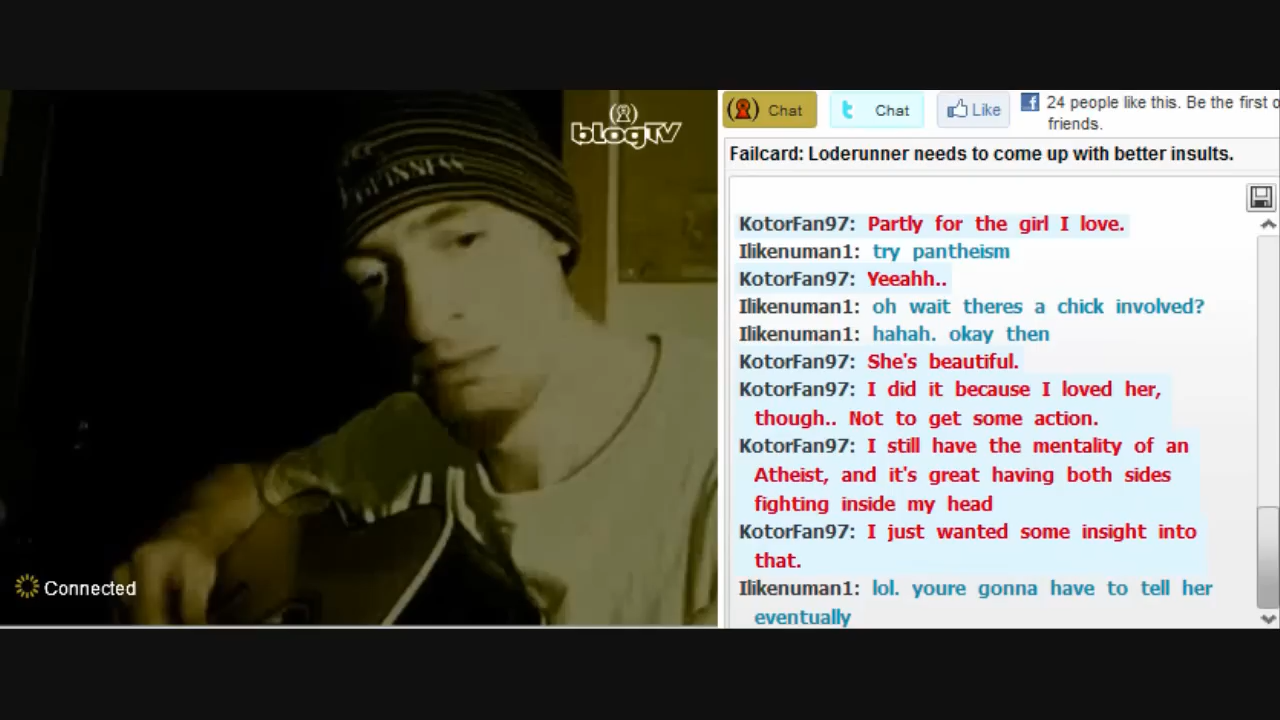 GUINNESS
blogTV
Connected
Chat
Chat
Like
24 people like this. Be the first o
friends.
Failcard: Loderunner needs to come up with better insults.
KotorFan97: Partly for the girl I love.
Ilikenuman1: try pantheism
KotorFan97: Yeeahh..
Ilikenuman1: oh wait theres a chick involved?
Ilikenuman1: hahah. okay then
KotorFan97: She's beautiful.
KotorFan97: I did it because I loved her,
though.. Not to get some action.
KotorFan97: I still have the mentality of an
Atheist, and it's great having both sides
fighting inside my head
KotorFan97: I just wanted some insight into
that.
Ilikenuman1: lol. youre gonna have to tell her
eventually